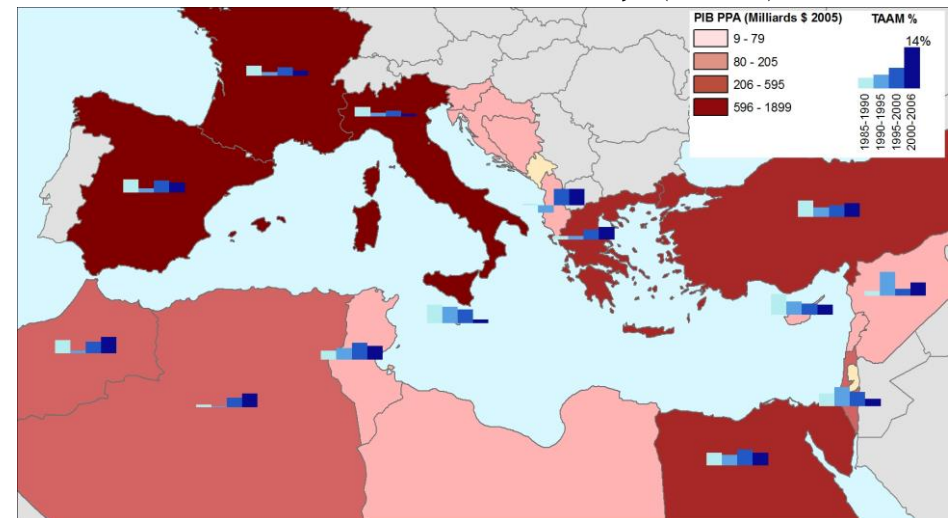 PIB PPA (Milliards $ 2005)
9 - 79
80 - 205
206 - 595
596 - 1899
TAAM %
14%
1985-1990
1990-1995
1995-2000
2000-2006